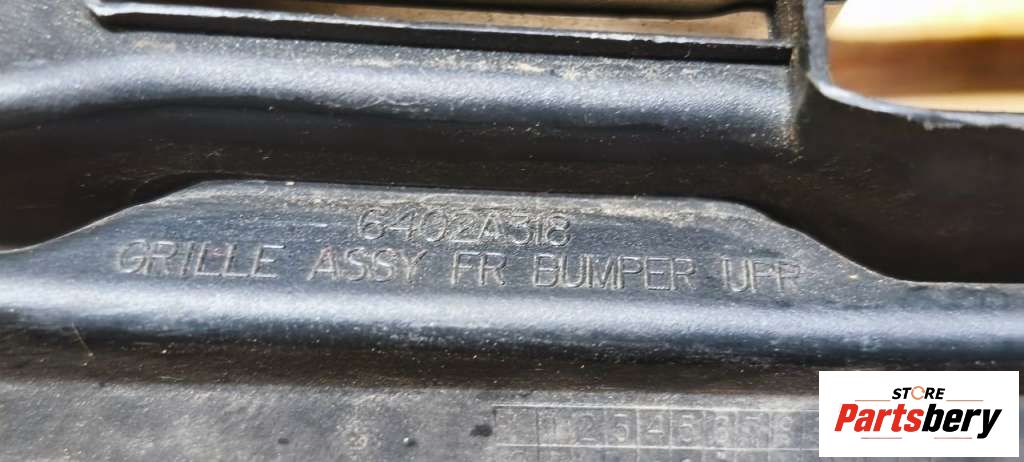 6402A318
GRILLE ASSY FR BUMPER UPR
STORE
Partsbery